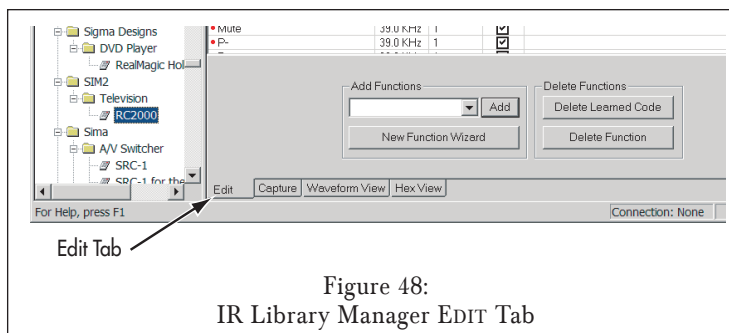 Sigma Designs
DVD Player
RealMagic Hol
SIM2
Television
RC2000
Sima
A/V Switcher
SRC-1
SRC-1 for the
Mute 39.0 KHz 1
P- 39.0 KHz 1
Add Functions
Add
New Function Wizard
Delete Functions
Delete Learned Code
Delete Function
Edit Capture Waveform View Hex View
For Help, press F1 Connection: None
Edit Tab
Figure 48:
IR Library Manager EDIT Tab